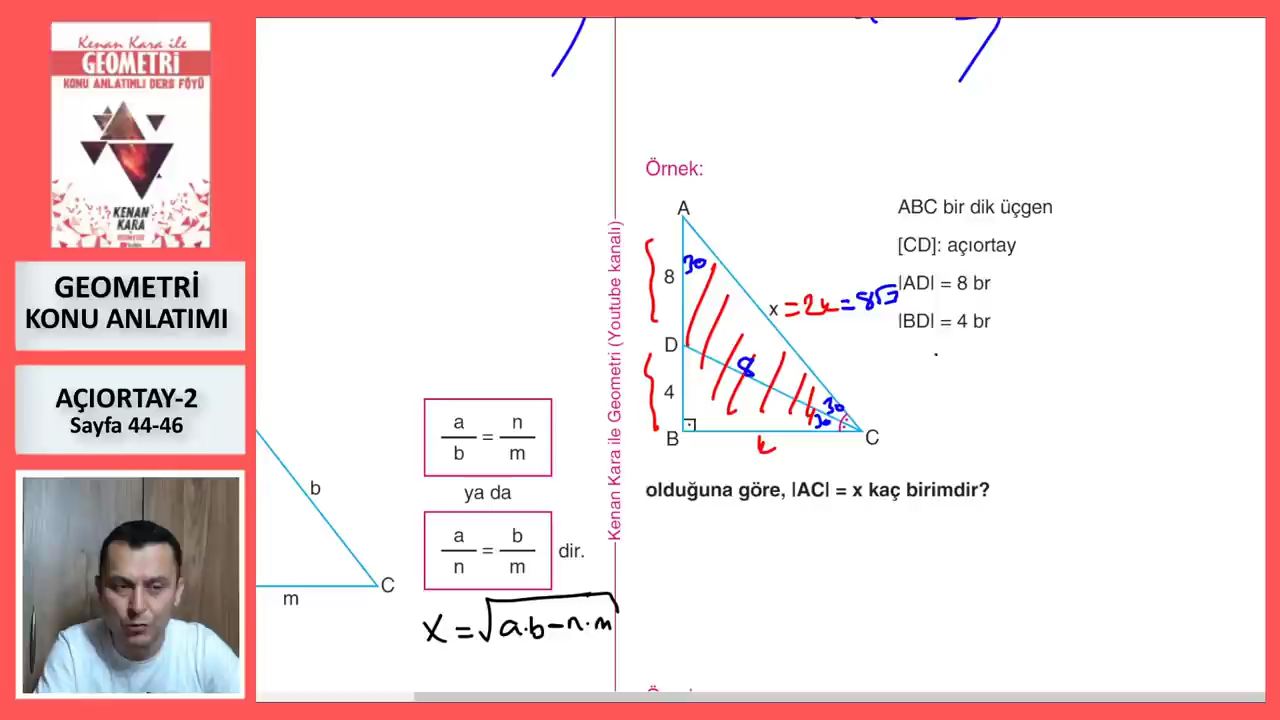 Kenan Kara ile
GEOMETRİ
KONU ANLATIMLI DERS FÖYÜ
KENAN
KARA
GEOMETRİ
KONU ANLATIMI
AÇIORTAY-2
Sayfa 44-46
b
C
m
a/b = n/m
ya da
a/n = b/m dir.
x = √a·b-n·m
Kenan Kara ile Geometri (Youtube kanalı)
Örnek:
A
ABC bir dik üçgen
[CD]: açıortay
|AD| = 8 br
|BD| = 4 br
30
8
x = 2k = 8√3
D
8
4
30
30
B
C
k
olduğuna göre, |AC| = x kaç birimdir?